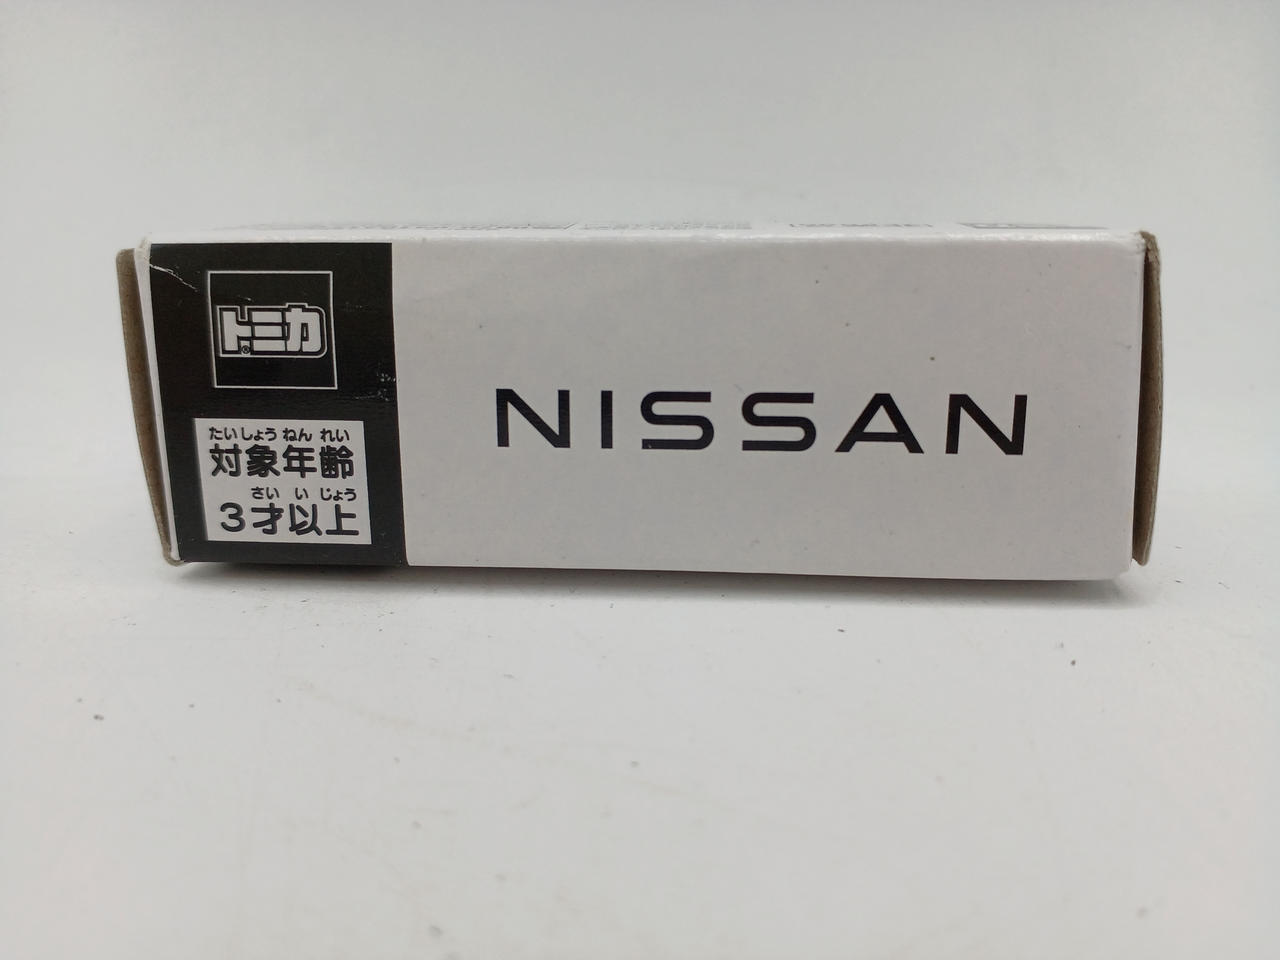 トミカ
®
たいしょう ねん れい
対象年齢
さい い じょう
3才以上
NISSAN